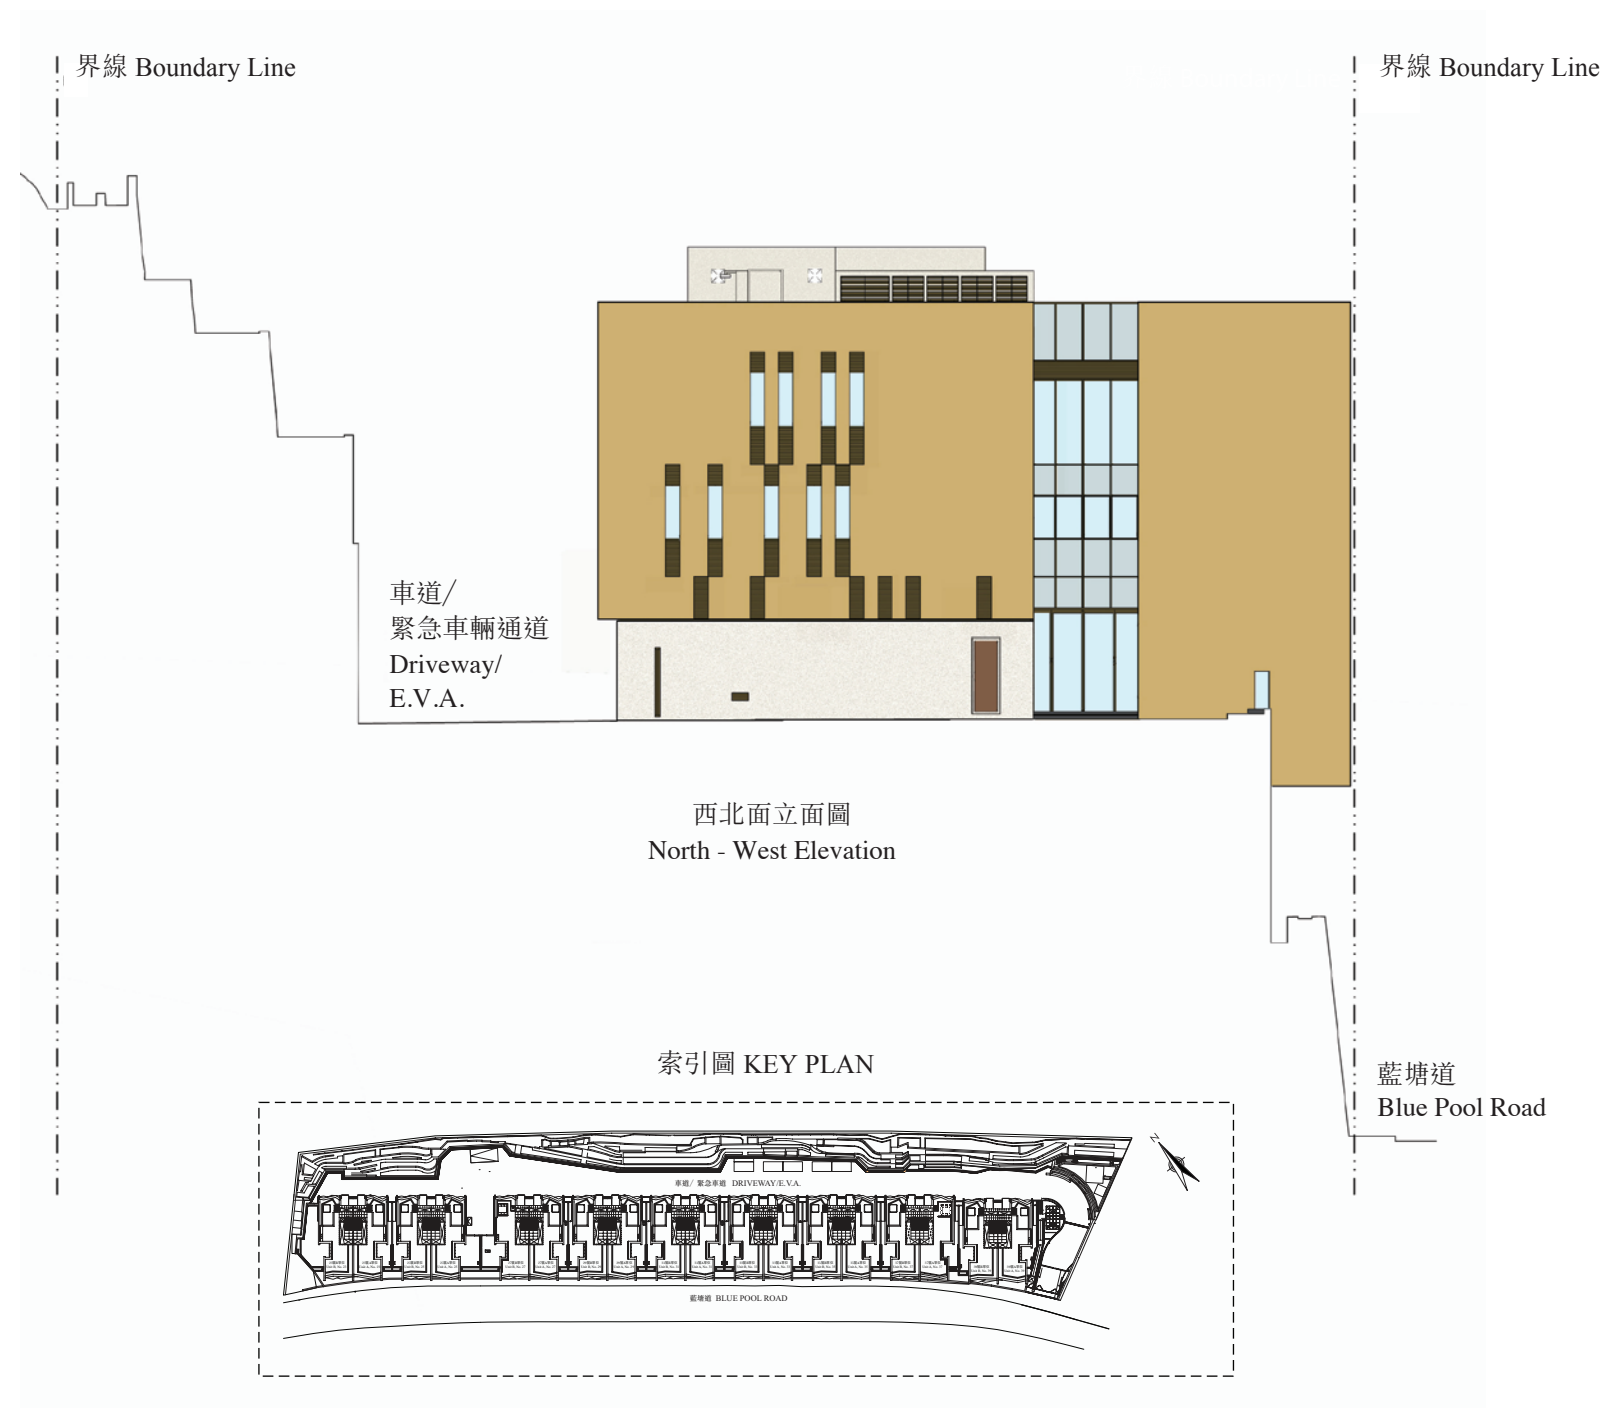 界線 Boundary Line
界線 Boundary Line
車道/
緊急車輛通道
Driveway/
E.V.A.
西北面立面圖
North - West Elevation
索引圖 KEY PLAN
藍塘道
Blue Pool Road
N
車道/ 緊急車道 DRIVEWAY/E.V.A.
藍塘道 BLUE POOL ROAD